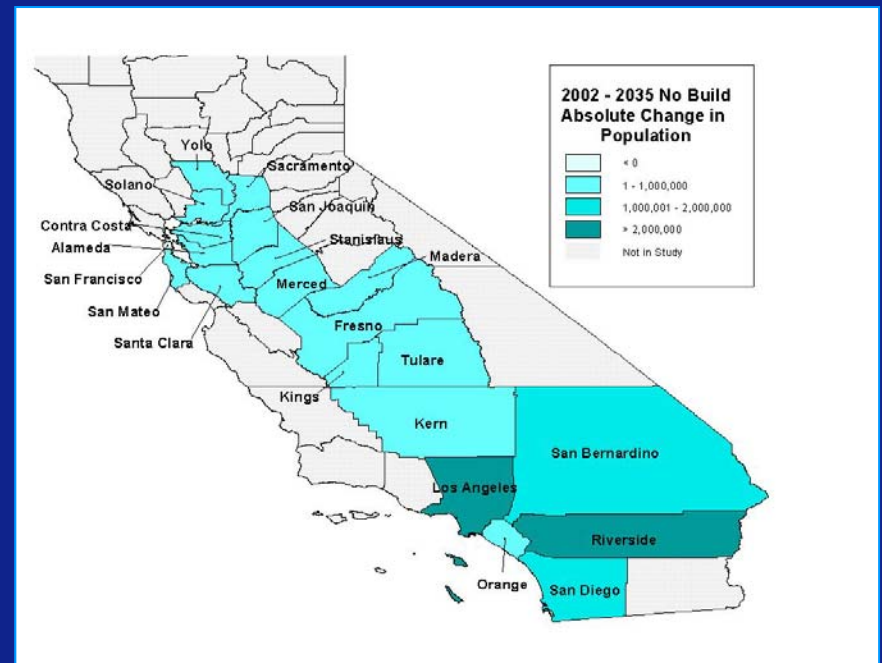 2002 - 2035 No Build
Absolute Change in
Population
< 0
1 - 1,000,000
1,000,001 - 2,000,000
> 2,000,000
Not in Study
Yolo
Sacramento
Solano
San Joaquin
Contra Costa
Stanislaus
Alameda
Madera
San Francisco
Merced
San Mateo
Fresno
Santa Clara
Tulare
Kings
Kern
San Bernardino
Los Angeles
Riverside
Orange
San Diego